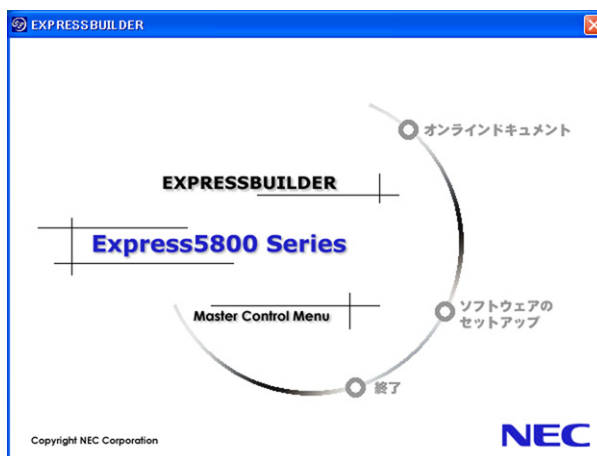 EXPRESSBUILDER
オンラインドキュメント
EXPRESSBUILDER
Express5800 Series
ソフトウェアの
セットアップ
Master Control Menu
終了
Copyright NEC Corporation
NEC